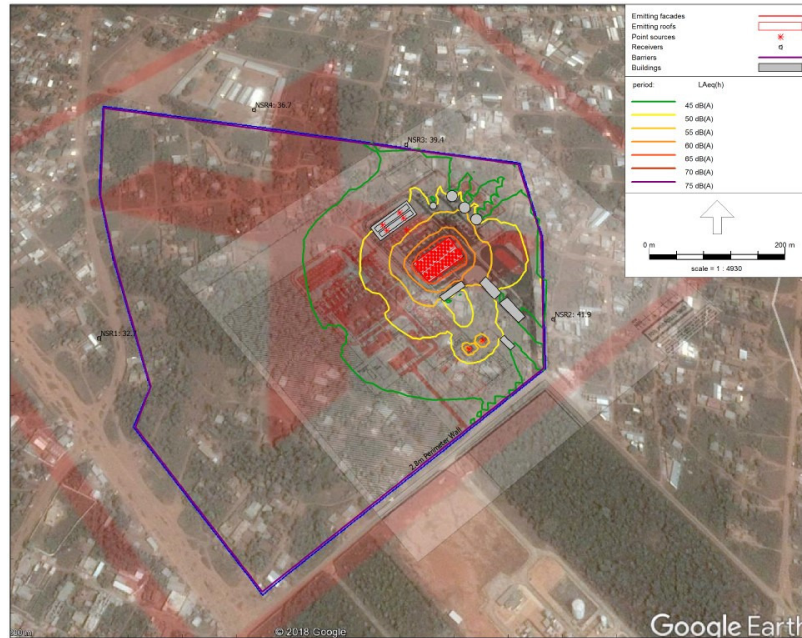 Emitting facades
Emitting roofs
Point sources
Receivers
Barriers
Buildings
period: LAeq(h)
45 dB(A)
50 dB(A)
55 dB(A)
60 dB(A)
65 dB(A)
70 dB(A)
75 dB(A)
0 m 200 m
scale = 1 : 4930
NSR4: 36.7
NSR3: 39.4
NSR2: 41.9
NSR1: 32.1
2.8m Perimeter Wall
© 2018 Google
Google Earth